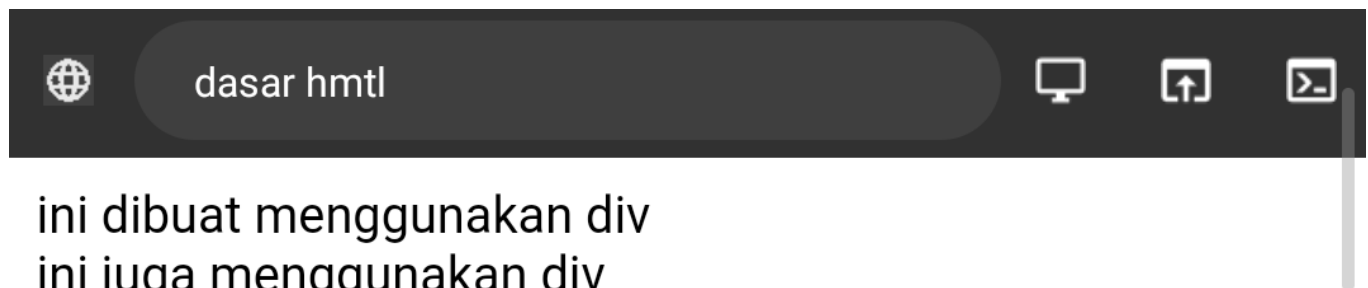 dasar hmtl
ini dibuat menggunakan div
ini juga menggunakan div